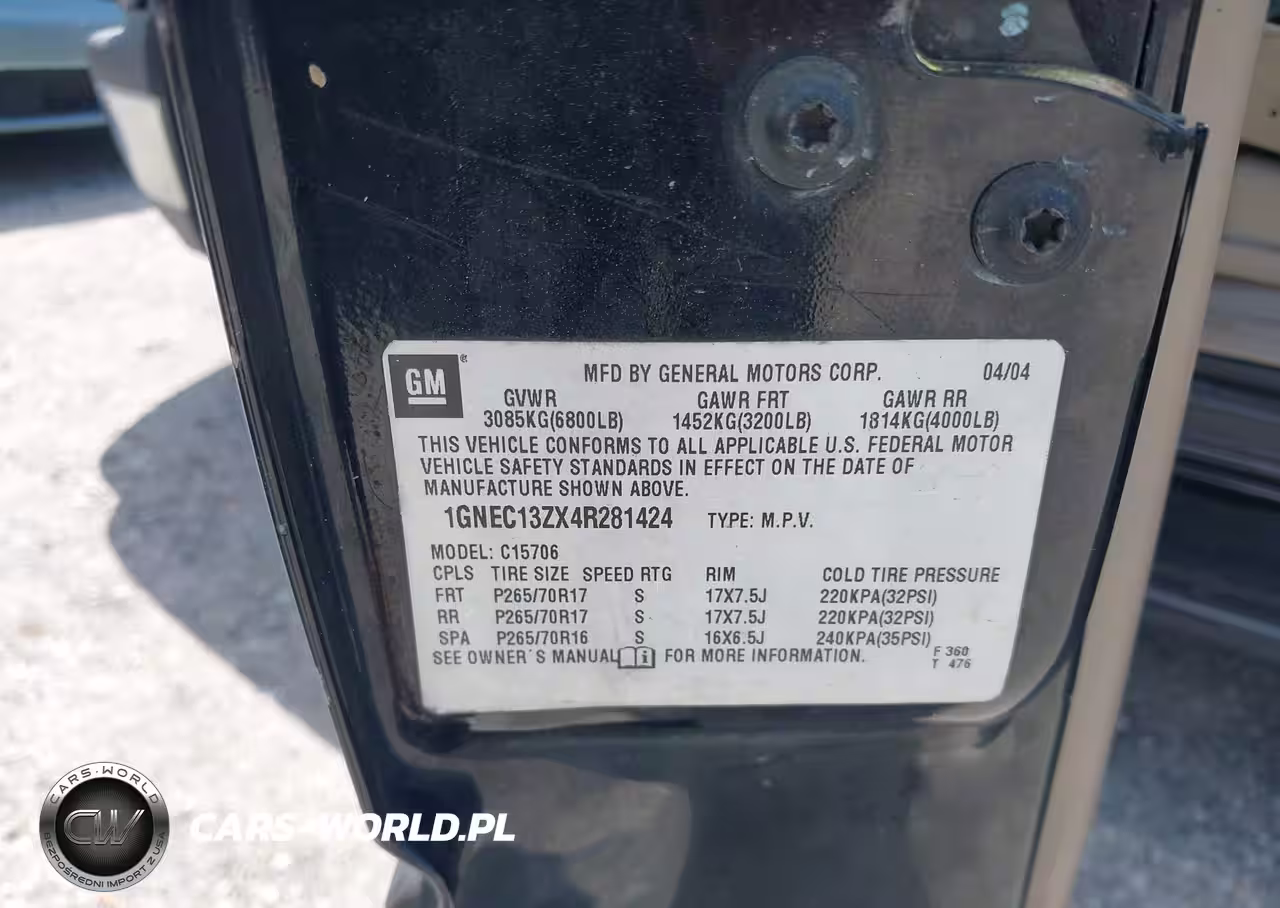 GM
MFD BY GENERAL MOTORS CORP. 04/04
GVWR GAWR FRT GAWR RR
3085KG(6800LB) 1452KG(3200LB) 1814KG(4000LB)
THIS VEHICLE CONFORMS TO ALL APPLICABLE U.S. FEDERAL MOTOR
VEHICLE SAFETY STANDARDS IN EFFECT ON THE DATE OF
MANUFACTURE SHOWN ABOVE.
1GNEC13ZX4R281424 TYPE: M.P.V.
MODEL: C15706
CPLS TIRE SIZE SPEED RTG RIM COLD TIRE PRESSURE
FRT P265/70R17 S 17X7.5J 220KPA(32PSI)
RR P265/70R17 S 17X7.5J 220KPA(32PSI)
SPA P265/70R16 S 16X6.5J 240KPA(35PSI)
SEE OWNER'S MANUAL i FOR MORE INFORMATION.
F 360
T 476
CARS-WORLD
CW
BEZPOŚREDNI IMPORT Z USA
CARS-WORLD.PL